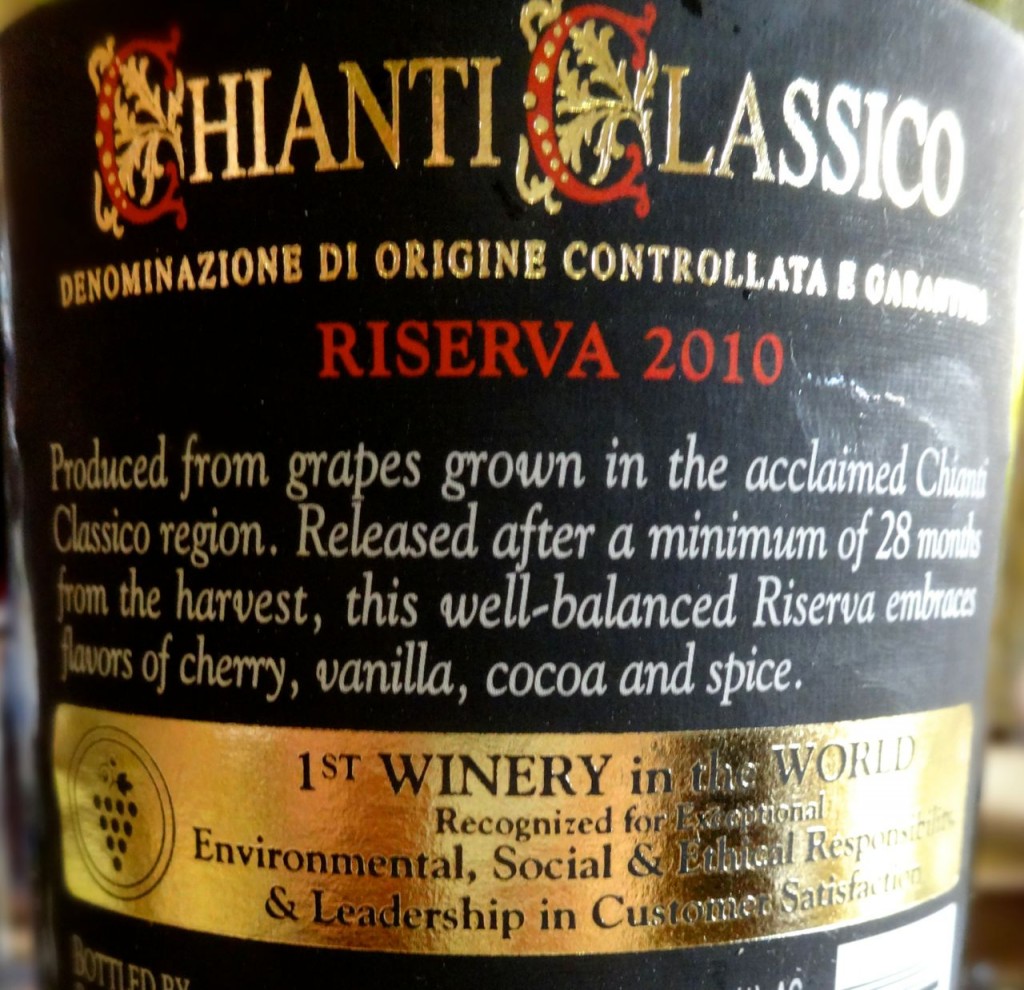 CHIANTI CLASSICO
DENOMINAZIONE DI ORIGINE CONTROLLATA E GARANTITA
RISERVA 2010
Produced from grapes grown in the acclaimed Chianti
Classico region. Released after a minimum of 28 months
from the harvest, this well-balanced Riserva embraces
flavors of cherry, vanilla, cocoa and spice.
1ST WINERY in the WORLD
Recognized for Exceptional
Environmental, Social & Ethical Responsibility
& Leadership in Customer Satisfaction
BOTTLED BY